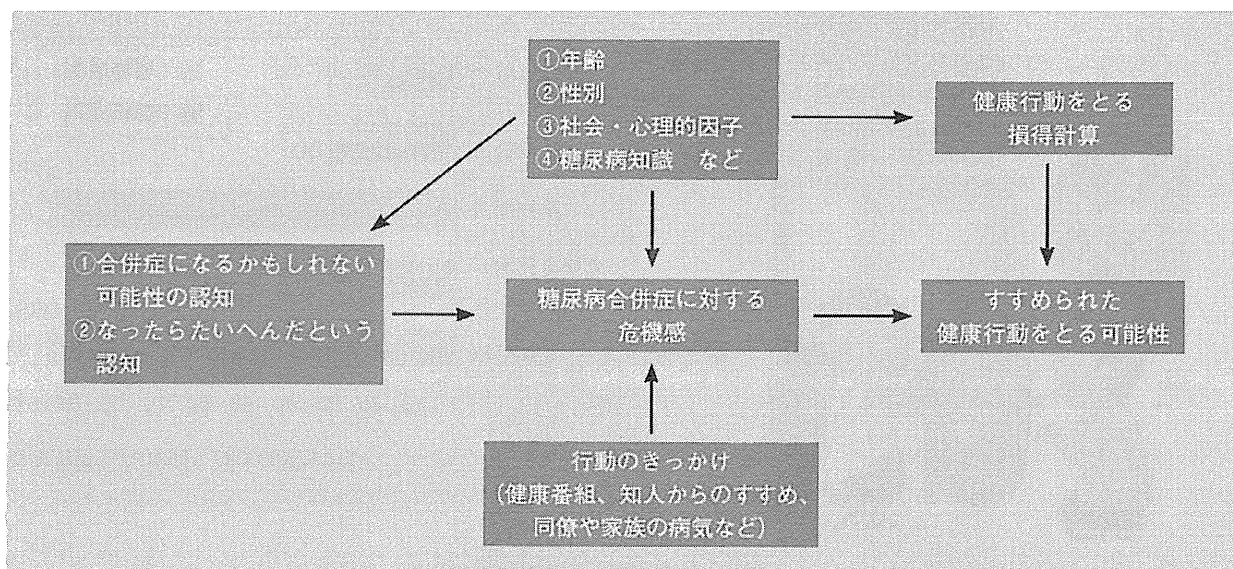 ①年齢
②性別
③社会・心理的因子
④糖尿病知識　など
健康行動をとる
損得計算
①合併症になるかもしれない
可能性の認知
②なったらたいへんだという
認知
糖尿病合併症に対する
危機感
すすめられた
健康行動をとる可能性
行動のきっかけ
(健康番組、知人からのすすめ、
同僚や家族の病気など)